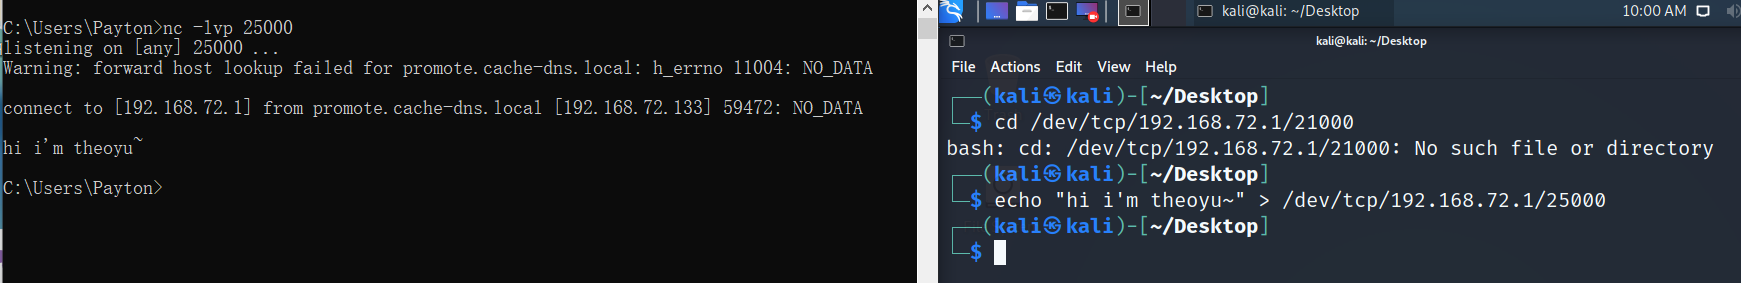 C:\Users\Payton>nc -lvp 25000
listening on [any] 25000 ...
Warning: forward host lookup failed for promote.cache-dns.local: h_errno 11004: NO_DATA
connect to [192.168.72.1] from promote.cache-dns.local [192.168.72.133] 59472: NO_DATA
hi i'm theoyu~
C:\Users\Payton>
kali@kali: ~/Desktop
10:00 AM
kali@kali: ~/Desktop
File Actions Edit View Help
┌──(kali㉿kali)-[~/Desktop]
└─$ cd /dev/tcp/192.168.72.1/21000
bash: cd: /dev/tcp/192.168.72.1/21000: No such file or directory
┌──(kali㉿kali)-[~/Desktop]
└─$ echo "hi i'm theoyu~" > /dev/tcp/192.168.72.1/25000
┌──(kali㉿kali)-[~/Desktop]
└─$